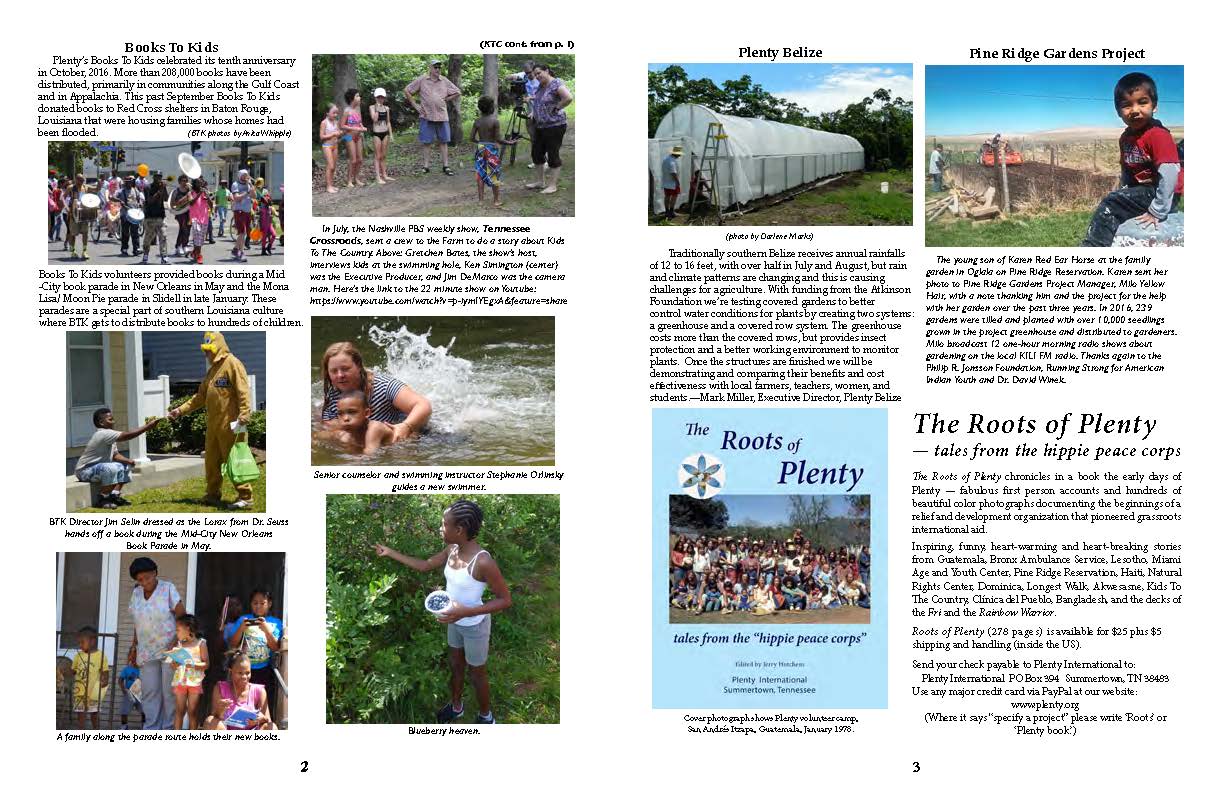 Books To Kids
Plenty's Books To Kids celebrated its tenth anniversary
in October, 2016. More than 208,000 books have been
distributed, primarily in communities along the Gulf Coast
and in Appalachia. This past September Books To Kids
donated books to Red Cross shelters in Baton Rouge,
Louisiana that were housing families whose homes had
been flooded. (BTK photos by Anita Whipple)
Books To Kids volunteers provided books during a Mid
-City book parade in New Orleans in May and the Mona
Lisa/ Moon Pie parade in Slidell in late January. These
parades are a special part of southern Louisiana culture
where BTK gets to distribute books to hundreds of children.
BTK Director Jim Selin dressed as the Lorax from Dr. Seuss
hands off a book during the Mid-City New Orleans
Book Parade in May.
A family along the parade route holds their new books.
(KTC cont. from p. 1)
In July, the Nashville PBS weekly show, Tennessee
Crossroads, sent a crew to the Farm to do a story about Kids
To The Country. Above: Gretchen Bates, the show's host,
interviews kids at the swimming hole, Ken Simington (center)
was the Executive Producer, and Jim DeMarco was the camera
man. Here's the link to the 22 minute show on Youtube:
https://www.youtube.com/watch?v=p-IymIYEgxA&feature=share
Senior counselor and swimming instructor Stephanie Orlinsky
guides a new swimmer.
Blueberry heaven.
2
Plenty Belize
(photo by Darlene Marks)
Traditionally southern Belize receives annual rainfalls
of 12 to 16 feet, with over half in July and August, but rain
and climate patterns are changing and this is causing
challenges for agriculture. With funding from the Atkinson
Foundation we're testing covered gardens to better
control water conditions for plants by creating two systems:
a greenhouse and a covered row system. The greenhouse
costs more than the covered rows, but provides insect
protection and a better working environment to monitor
plants. Once the structures are finished we will be
demonstrating and comparing their benefits and cost
effectiveness with local farmers, teachers, women, and
students.—Mark Miller, Executive Director, Plenty Belize
The Roots of
Plenty
tales from the "hippie peace corps"
Edited by Jerry Hutchens
Plenty International
Summertown, Tennessee
Cover photograph shows Plenty volunteer camp,
San Andrés Itzapa, Guatemala, January 1978.
Pine Ridge Gardens Project
The young son of Karen Red Ear Horse at the family
garden in Oglala on Pine Ridge Reservation. Karen sent her
photo to Pine Ridge Gardens Project Manager, Milo Yellow
Hair, with a note thanking him and the project for the help
with her garden over the past three years. In 2016, 239
gardens were tilled and planted with over 10,000 seedlings
grown in the project greenhouse and distributed to gardeners.
Milo broadcast 12 one-hour morning radio shows about
gardening on the local KILI FM radio. Thanks again to the
Philip R. Jonsson Foundation, Running Strong for American
Indian Youth and Dr. David Winek.
The Roots of Plenty
— tales from the hippie peace corps
The Roots of Plenty chronicles in a book the early days of
Plenty — fabulous first person accounts and hundreds of
beautiful color photographs documenting the beginnings of a
relief and development organization that pioneered grassroots
international aid.
Inspiring, funny, heart-warming and heart-breaking stories
from Guatemala, Bronx Ambulance Service, Lesotho, Miami
Age and Youth Center, Pine Ridge Reservation, Haiti, Natural
Rights Center, Dominica, Longest Walk, Akwesasne, Kids To
The Country, Clínica del Pueblo, Bangladesh, and the decks of
the Fri and the Rainbow Warrior.
Roots of Plenty (278 pages) is available for $25 plus $5
shipping and handling (inside the US).
Send your check payable to Plenty International to:
Plenty International PO Box 394 Summertown, TN 38483
Use any major credit card via PayPal at our website:
www.plenty.org
(Where it says "specify a project" please write 'Roots' or
'Plenty book.')
3